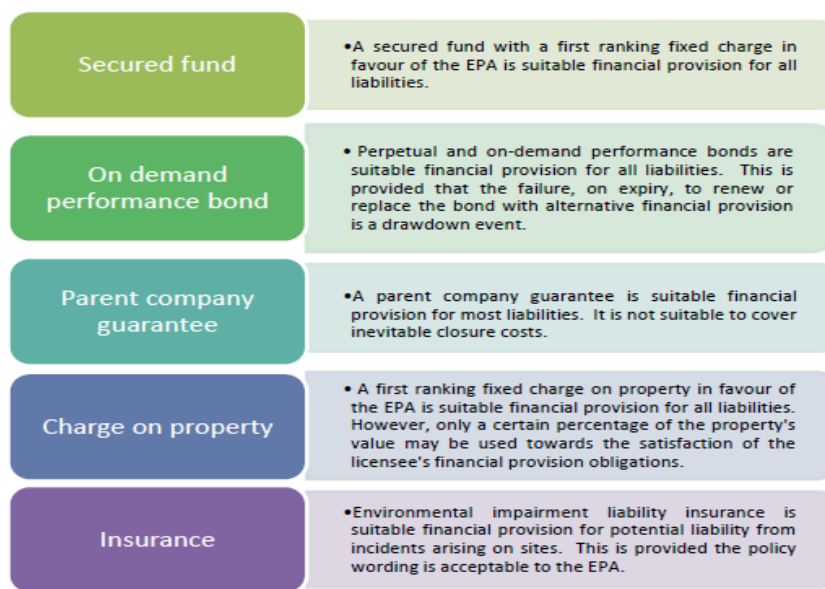 Secured fund
•A secured fund with a first ranking fixed charge in
favour of the EPA is suitable financial provision for all
liabilities.
On demand
performance bond
• Perpetual and on-demand performance bonds are
suitable financial provision for all liabilities. This is
provided that the failure, on expiry, to renew or
replace the bond with alternative financial provision
is a drawdown event.
Parent company
guarantee
•A parent company guarantee is suitable financial
provision for most liabilities. It is not suitable to cover
inevitable closure costs.
Charge on property
• A first ranking fixed charge on property in favour of
the EPA is suitable financial provision for all liabilities.
However, only a certain percentage of the property's
value may be used towards the satisfaction of the
licensee's financial provision obligations.
Insurance
•Environmental impairment liability insurance is
suitable financial provision for potential liability from
incidents arising on sites. This is provided the policy
wording is acceptable to the EPA.